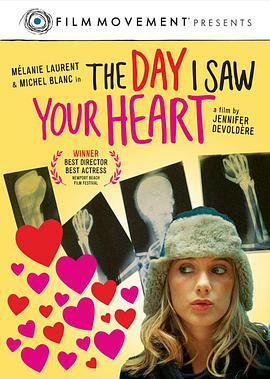 FILM MOVEMENT® PRESENTS
MÉLANIE LAURENT
& MICHEL BLANC in
THE DAY I SAW
YOUR HEART
a film by
JENNIFER
DEVOLDÈRE
WINNER
BEST DIRECTOR
BEST ACTRESS
NEWPORT BEACH
FILM FESTIVAL